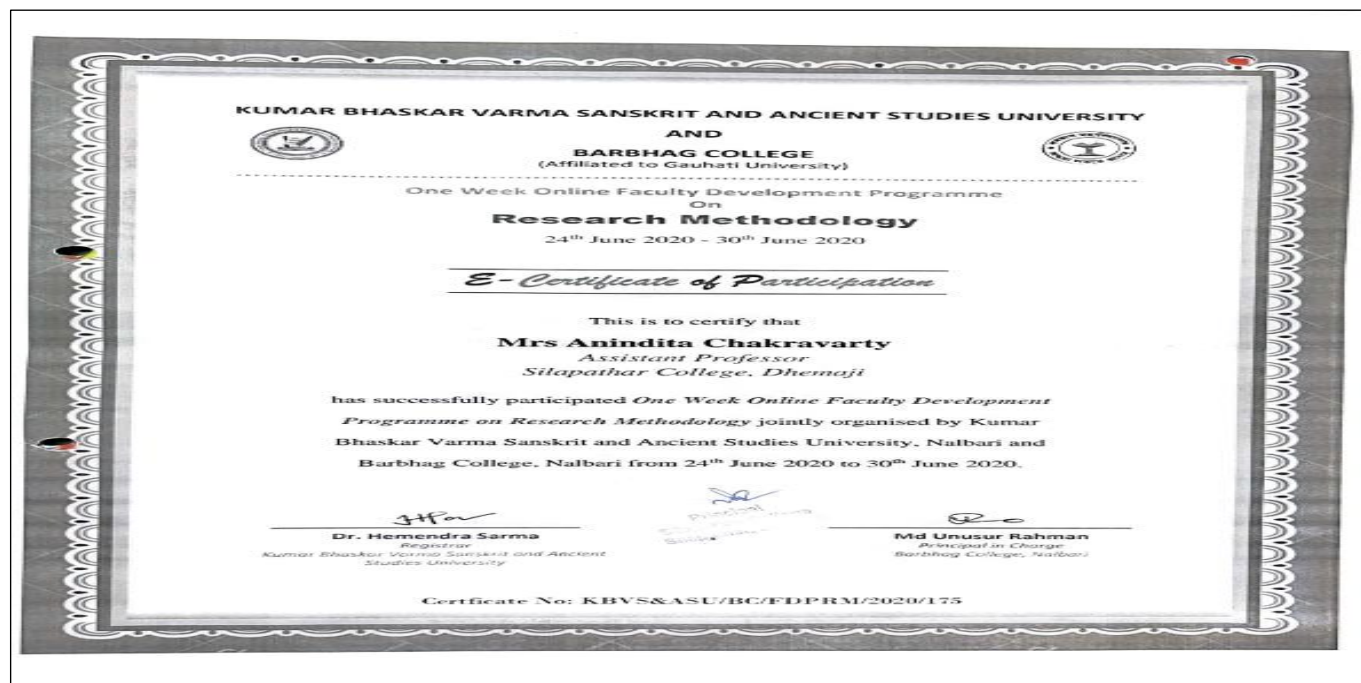 KUMAR BHASKAR VARMA SANSKRIT AND ANCIENT STUDIES UNIVERSITY
AND
BARBHAG COLLEGE
(Affiliated to Gauhati University)
One Week Online Faculty Development Programme
On
Research Methodology
24th June 2020 - 30th June 2020
E-Certificate of Participation
This is to certify that
Mrs Anindita Chakravarty
Assistant Professor
Silapathar College, Dhemaji
has successfully participated One Week Online Faculty Development
Programme on Research Methodology jointly organised by Kumar
Bhaskar Varma Sanskrit and Ancient Studies University, Nalbari and
Barbhag College, Nalbari from 24th June 2020 to 30th June 2020.
Principal
Dr. Hemendra Sarma
Registrar
Kumar Bhaskar Varma Sanskrit and Ancient
Studies University
Md Unusur Rahman
Principal in Charge
Barbhag College, Nalbari
Certficate No: KBVS&ASU/BC/FDPRM/2020/175